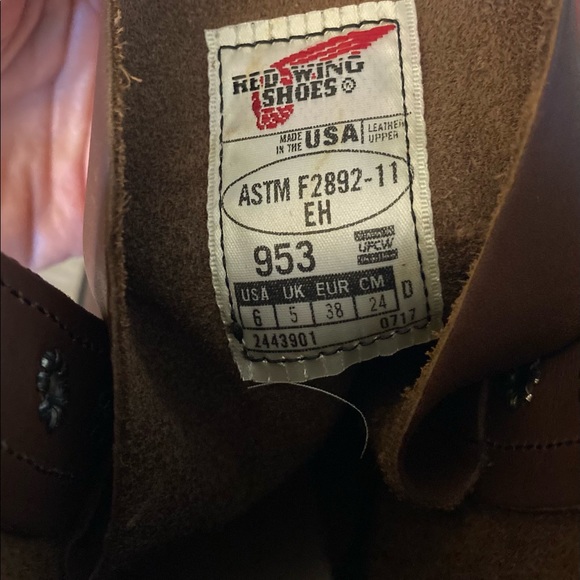 RED WING
SHOES ®
MADE IN THE USA LEATHER UPPER
ASTM F2892-11
EH
953 UFCW
USA UK EUR CM
6 5 38 24 D
2443901 0717